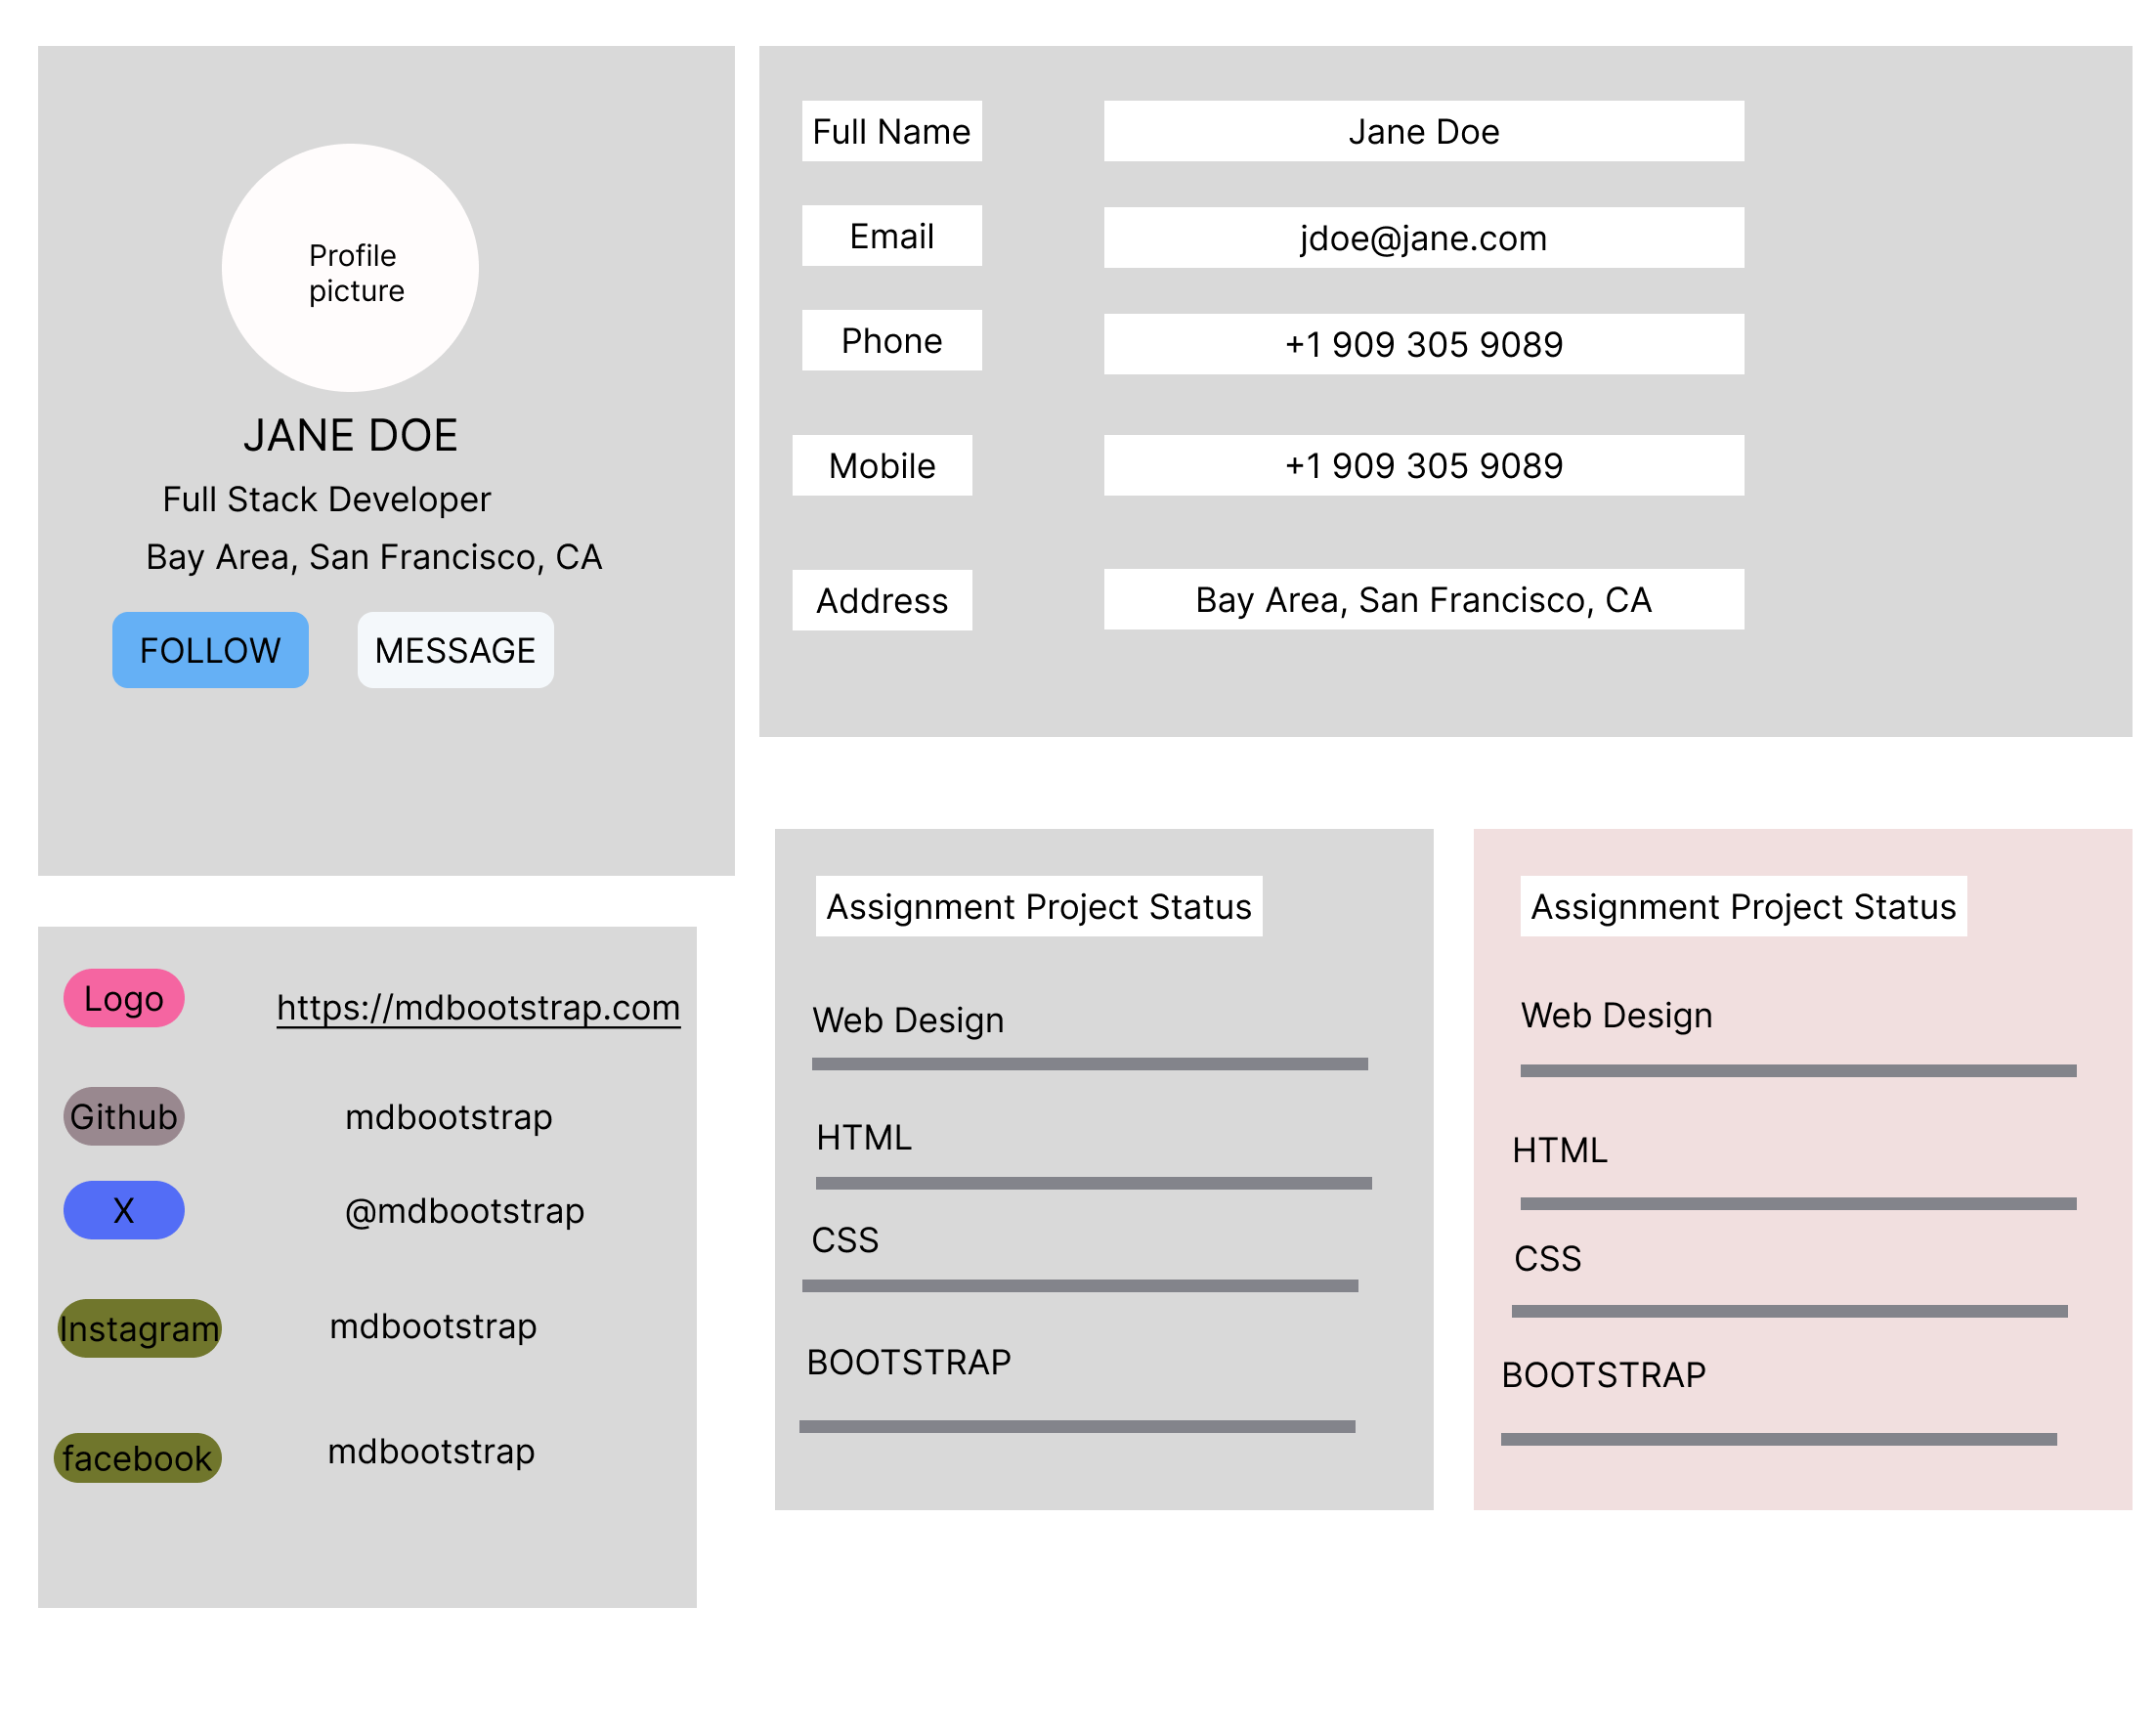 Profile
picture
JANE DOE
Full Stack Developer
Bay Area, San Francisco, CA
FOLLOW MESSAGE
Full Name Jane Doe
Email jdoe@jane.com
Phone +1 909 305 9089
Mobile +1 909 305 9089
Address Bay Area, San Francisco, CA
Logo https://mdbootstrap.com
Github mdbootstrap
X @mdbootstrap
Instagram mdbootstrap
facebook mdbootstrap
Assignment Project Status
Web Design
HTML
CSS
BOOTSTRAP
Assignment Project Status
Web Design
HTML
CSS
BOOTSTRAP